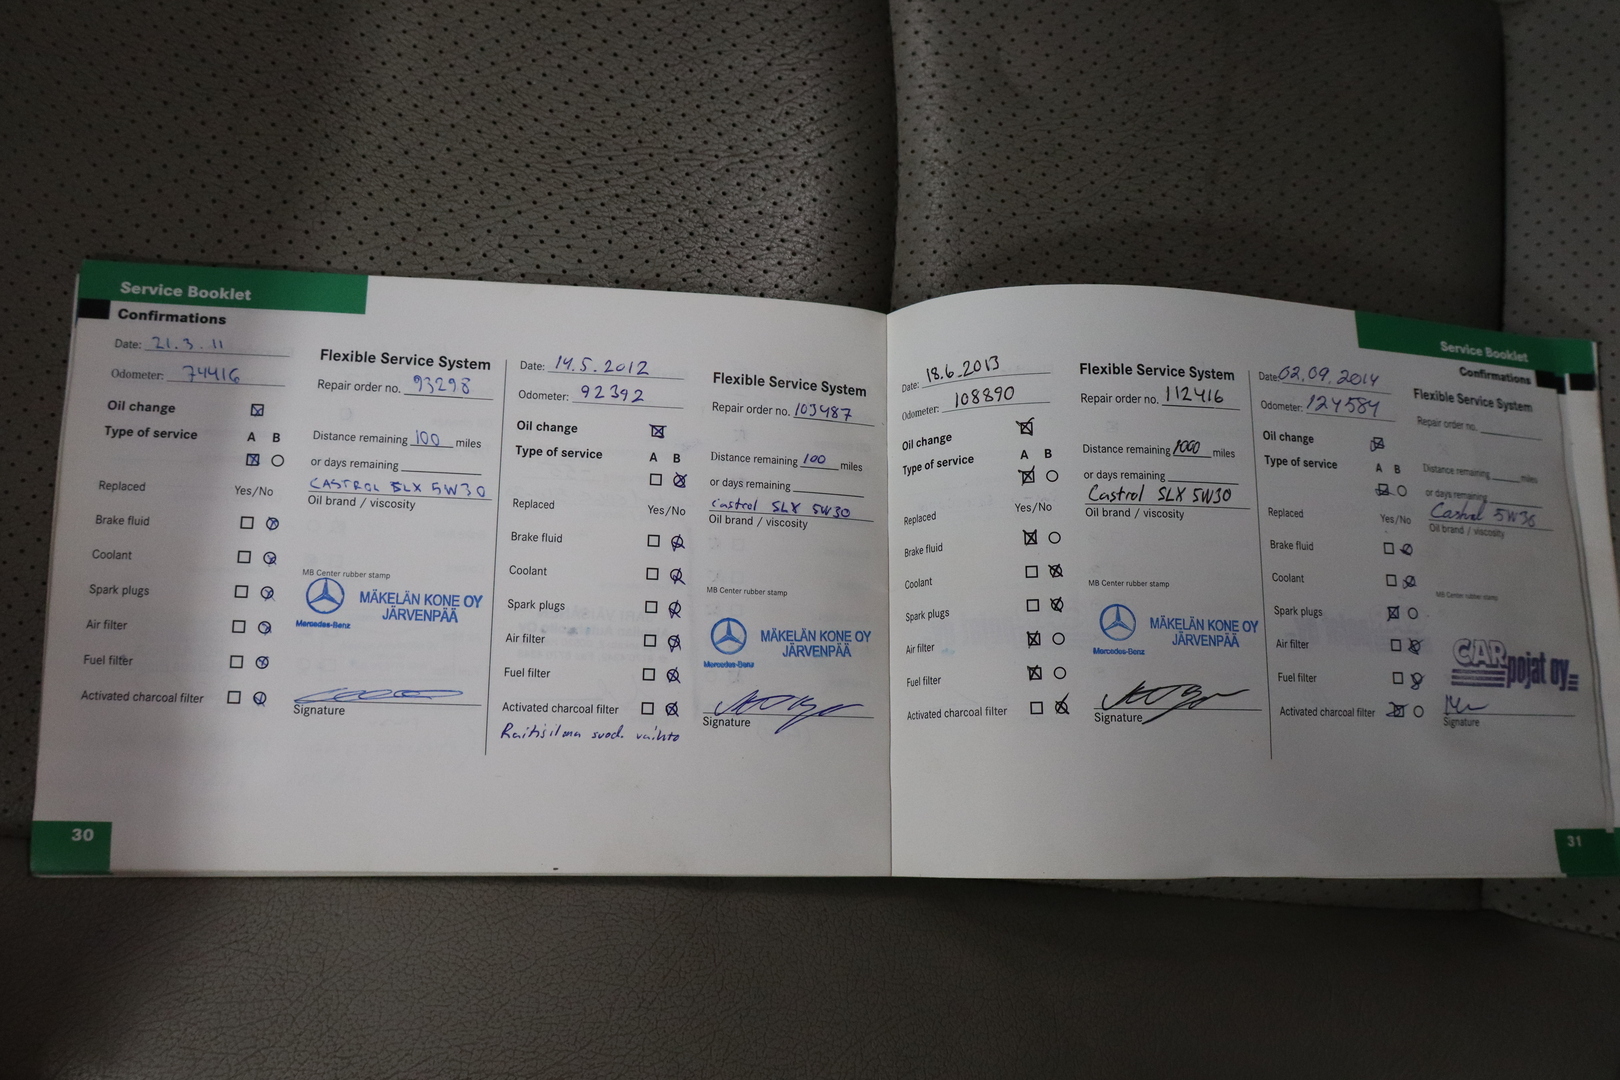 Service Booklet
Confirmations
Date: 21.3.11
Odometer: 74416
Oil change
Type of service A B
Replaced Yes/No
Brake fluid
Coolant
Spark plugs
Air filter
Fuel filter
Activated charcoal filter
Flexible Service System
Repair order no. 93298
Distance remaining 100 miles
or days remaining
CASTROL SLX 5W30
Oil brand / viscosity
MB Center rubber stamp
MÄKELÄN KONE OY
JÄRVENPÄÄ
Mercedes-Benz
Signature
30
Date: 14.5.2012
Odometer: 92392
Oil change
Type of service A B
Replaced Yes/No
Brake fluid
Coolant
Spark plugs
Air filter
Fuel filter
Activated charcoal filter
Raitisilma suod. vaihto
Flexible Service System
Repair order no. 103487
Distance remaining 100 miles
or days remaining
Castrol SLX 5W30
Oil brand / viscosity
MB Center rubber stamp
MÄKELÄN KONE OY
JÄRVENPÄÄ
Mercedes-Benz
Signature
Service Booklet
Confirmations
Date: 18.6.2013
Odometer: 108890
Oil change
Type of service A B
Replaced Yes/No
Brake fluid
Coolant
Spark plugs
Air filter
Fuel filter
Activated charcoal filter
Flexible Service System
Repair order no. 112416
Distance remaining 1000 miles
or days remaining
Castrol SLX 5W30
Oil brand / viscosity
MB Center rubber stamp
MÄKELÄN KONE OY
JÄRVENPÄÄ
Mercedes-Benz
Signature
Date: 02.09.2014
Odometer: 124584
Oil change
Type of service A B
Replaced Yes/No
Brake fluid
Coolant
Spark plugs
Air filter
Fuel filter
Activated charcoal filter
Flexible Service System
Repair order no.
Distance remaining miles
or days remaining
Castrol 5W30
Oil brand / viscosity
MB Center rubber stamp
CAR
pojat oy
Signature
31